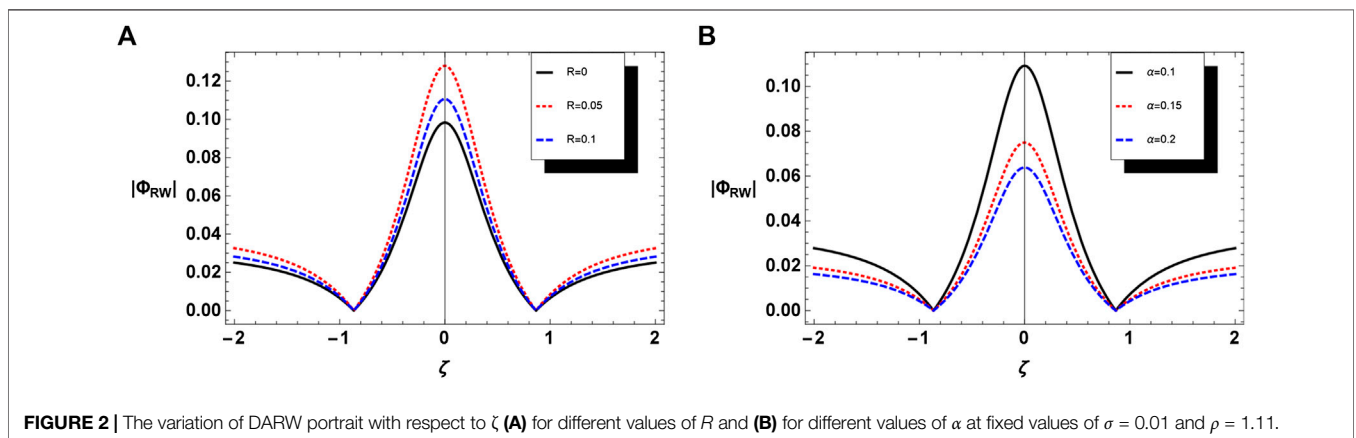 A
|Φ_RW|
0.12
0.10
0.08
0.06
0.04
0.02
0.00
R=0
R=0.05
R=0.1
−2
−1
0
1
2
ζ
B
|Φ_RW|
0.10
0.08
0.06
0.04
0.02
0.00
α=0.1
α=0.15
α=0.2
−2
−1
0
1
2
ζ
FIGURE 2 | The variation of DARW portrait with respect to ζ (A) for different values of R and (B) for different values of α at fixed values of σ = 0.01 and ρ = 1.11.